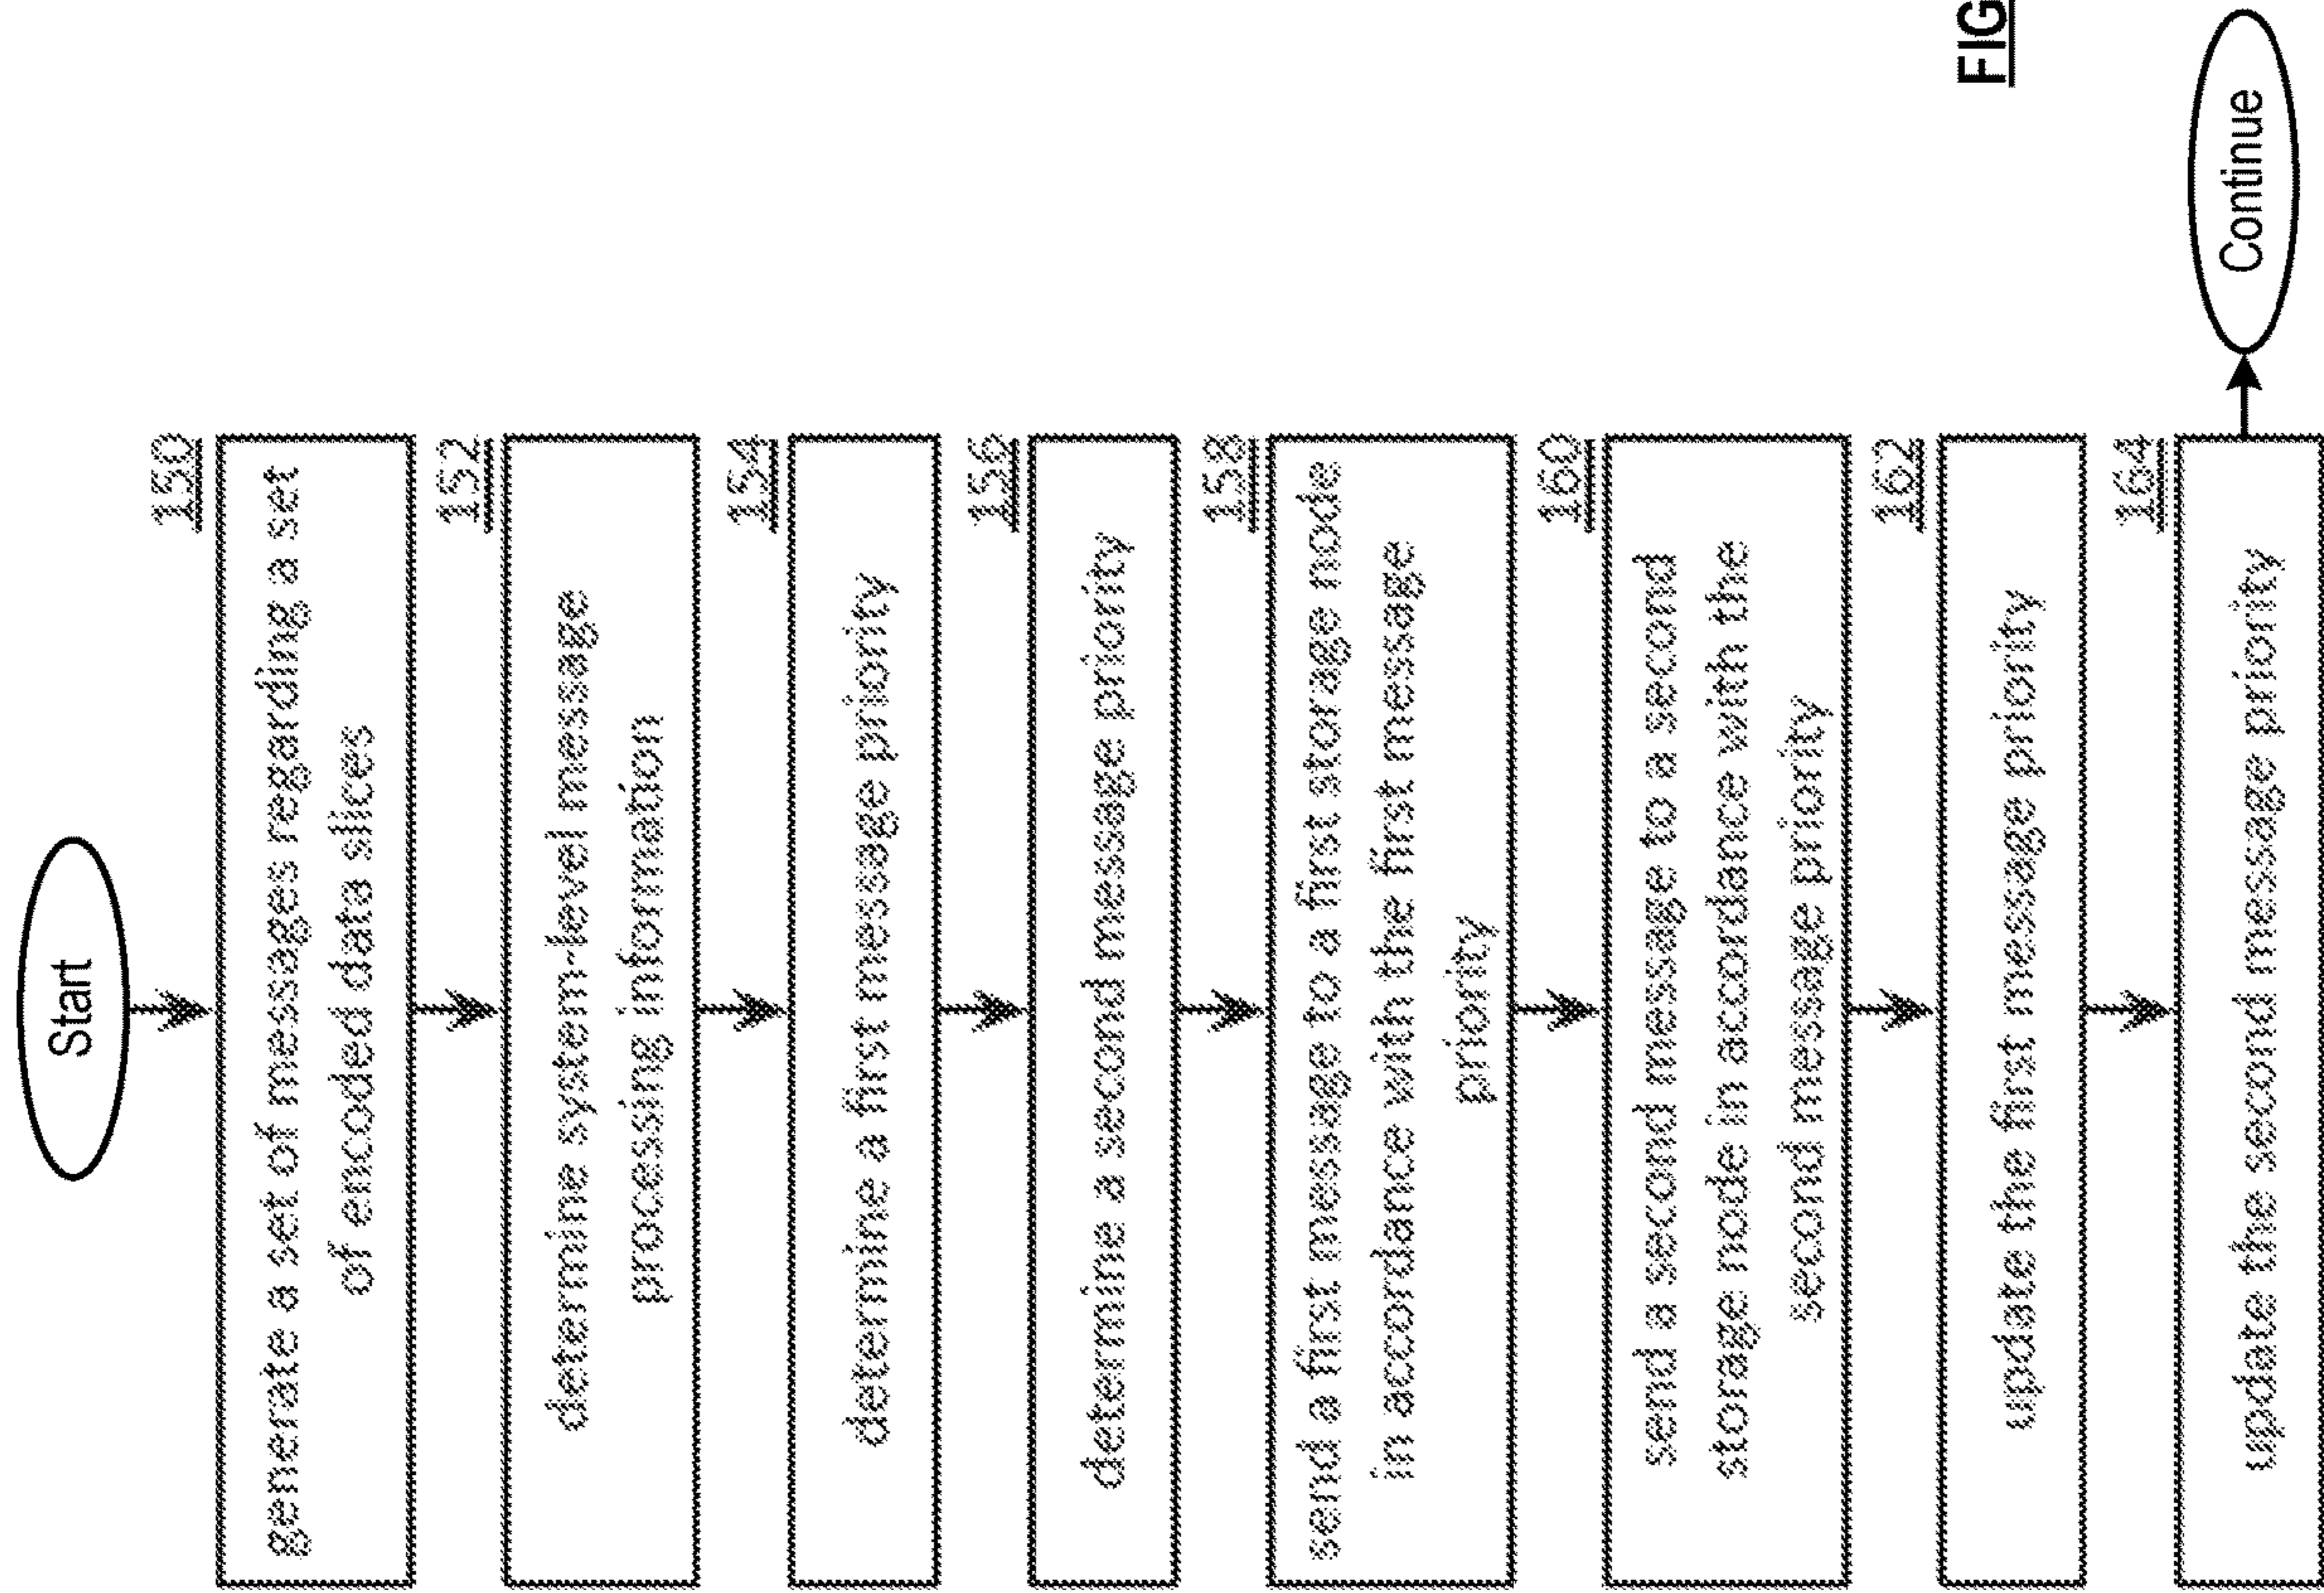 Start
150
generate a set of messages regarding a set
of encoded data slices
152
determine system-level message
processing information
154
determine a first message priority
156
determine a second message priority
158
send a first message to a first storage node
in accordance with the first message
priority
160
send a second message to a second
storage node in accordance with the
second message priority
162
update the first message priority
164
update the second message priority
Continue
FIG